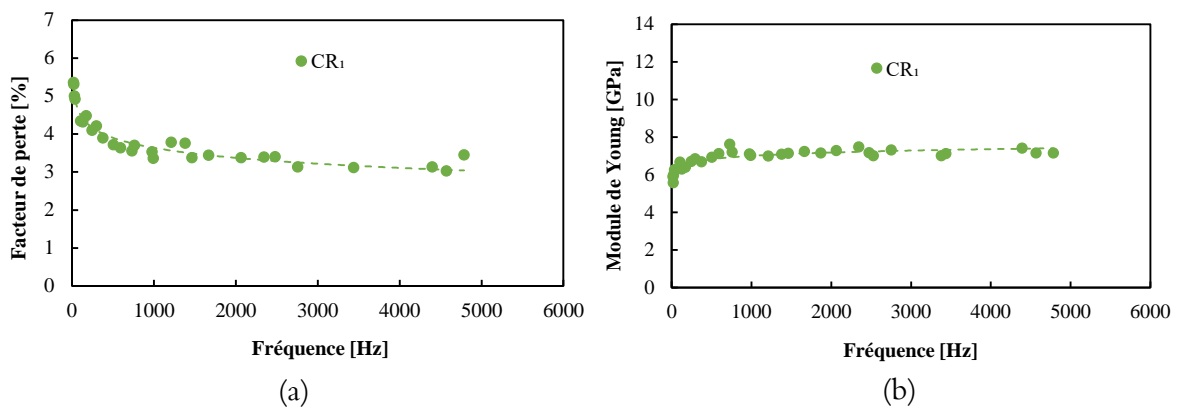 Facteur de perte [%]
7
6
5
4
3
2
1
0
CR₁
0 1000 2000 3000 4000 5000 6000
Fréquence [Hz]
(a)
Module de Young [GPa]
14
12
10
8
6
4
2
0
CR₁
0 1000 2000 3000 4000 5000 6000
Fréquence [Hz]
(b)